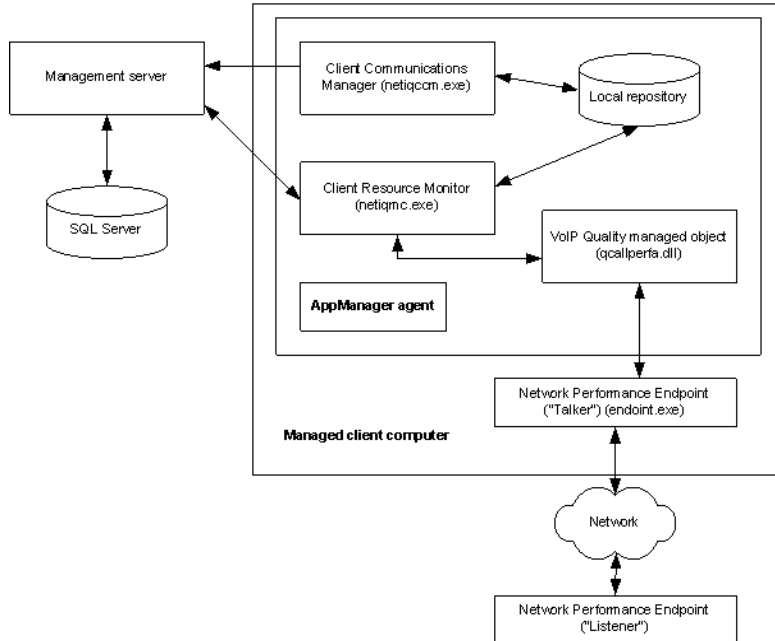 Management server
Client Communications
Manager (netiqccm.exe)
Local repository
Client Resource Monitor
(netiqmc.exe)
SQL Server
VoIP Quality managed object
(qcallperfa.dll)
AppManager agent
Network Performance Endpoint
("Talker") (endoint.exe)
Managed client computer
Network
Network Performance Endpoint
("Listener")